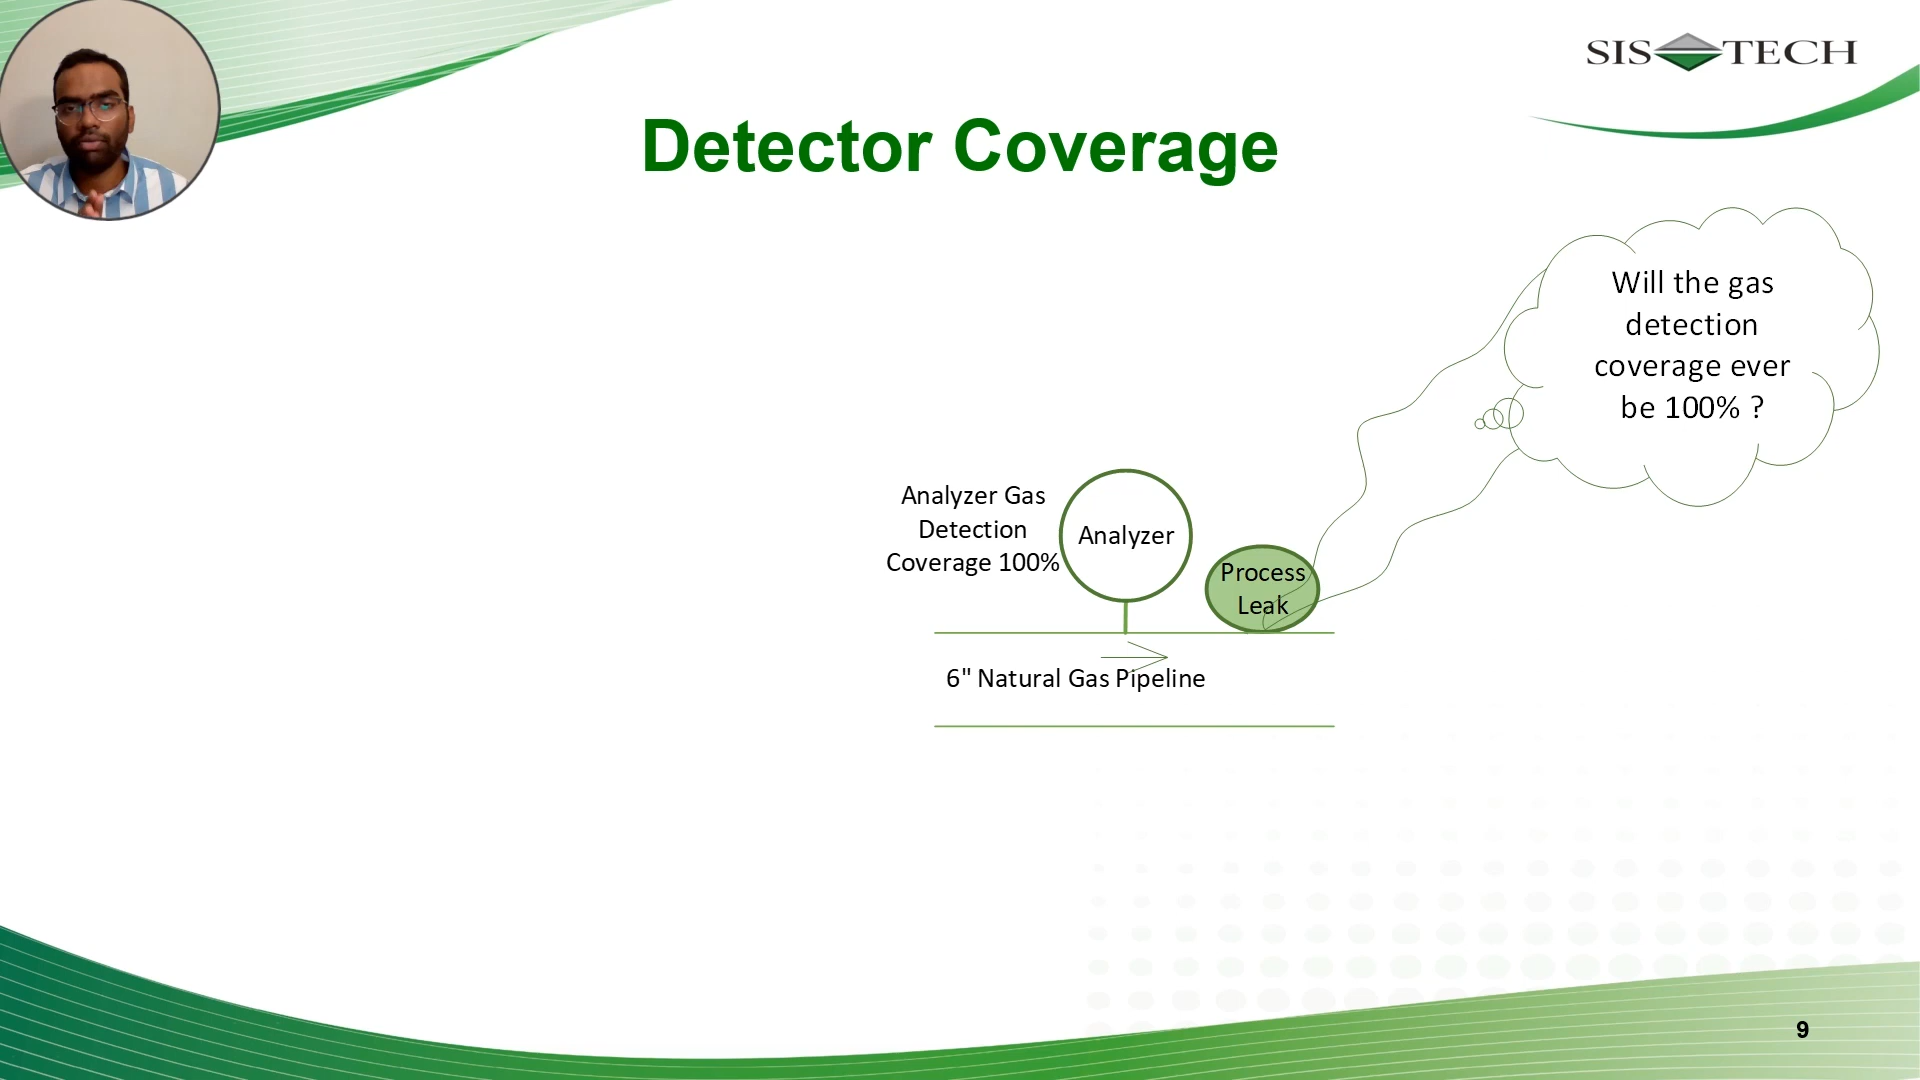 SIS TECH
Detector Coverage
Will the gas
detection
coverage ever
be 100% ?
Analyzer Gas
Detection
Coverage 100%
Analyzer
Process
Leak
6" Natural Gas Pipeline
9